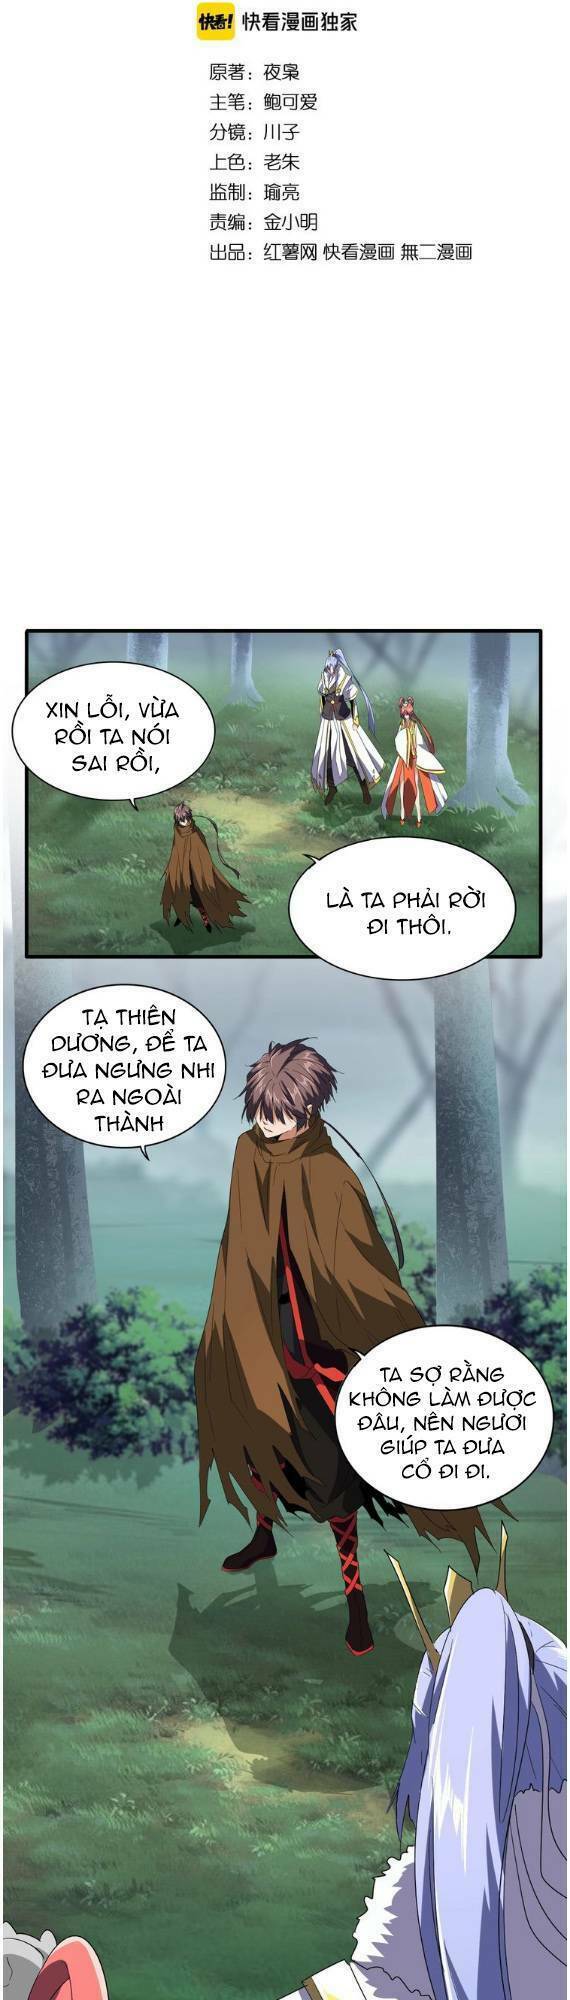 快看! 快看漫画独家
原著：夜枭
主笔：鲍可爱
分镜：川子
上色：老朱
监制：瑜亮
责编：金小明
出品：红薯网 快看漫画 無二漫画
XIN LỖI, VỪA
RỒI TA NÓI
SAI RỒI,
LÀ TA PHẢI RỜI
ĐI THÔI.
TẠ THIÊN
DƯƠNG, ĐỂ TA
ĐƯA NGƯNG NHI
RA NGOÀI
THÀNH
TA SỢ RẰNG
KHÔNG LÀM ĐƯỢC
ĐÂU, NÊN NGƯƠI
GIÚP TA ĐƯA
CỔ ĐI ĐI.